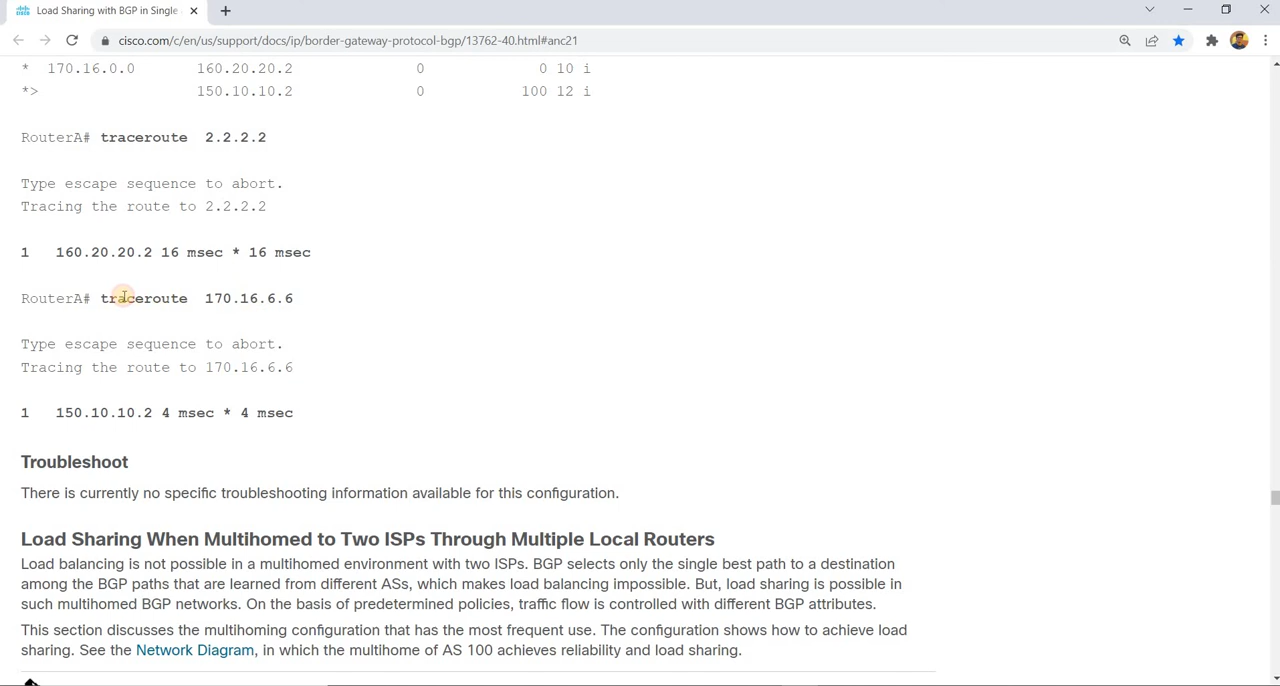 Load Sharing with BGP in Single
cisco.com/c/en/us/support/docs/ip/border-gateway-protocol-bgp/13762-40.html#anc21
* 170.16.0.0 160.20.20.2 0 0 10 i
*> 150.10.10.2 0 100 12 i
RouterA# traceroute 2.2.2.2
Type escape sequence to abort.
Tracing the route to 2.2.2.2
1 160.20.20.2 16 msec * 16 msec
RouterA# traceroute 170.16.6.6
Type escape sequence to abort.
Tracing the route to 170.16.6.6
1 150.10.10.2 4 msec * 4 msec
Troubleshoot
There is currently no specific troubleshooting information available for this configuration.
Load Sharing When Multihomed to Two ISPs Through Multiple Local Routers
Load balancing is not possible in a multihomed environment with two ISPs. BGP selects only the single best path to a destination
among the BGP paths that are learned from different ASs, which makes load balancing impossible. But, load sharing is possible in
such multihomed BGP networks. On the basis of predetermined policies, traffic flow is controlled with different BGP attributes.
This section discusses the multihoming configuration that has the most frequent use. The configuration shows how to achieve load
sharing. See the Network Diagram, in which the multihome of AS 100 achieves reliability and load sharing.